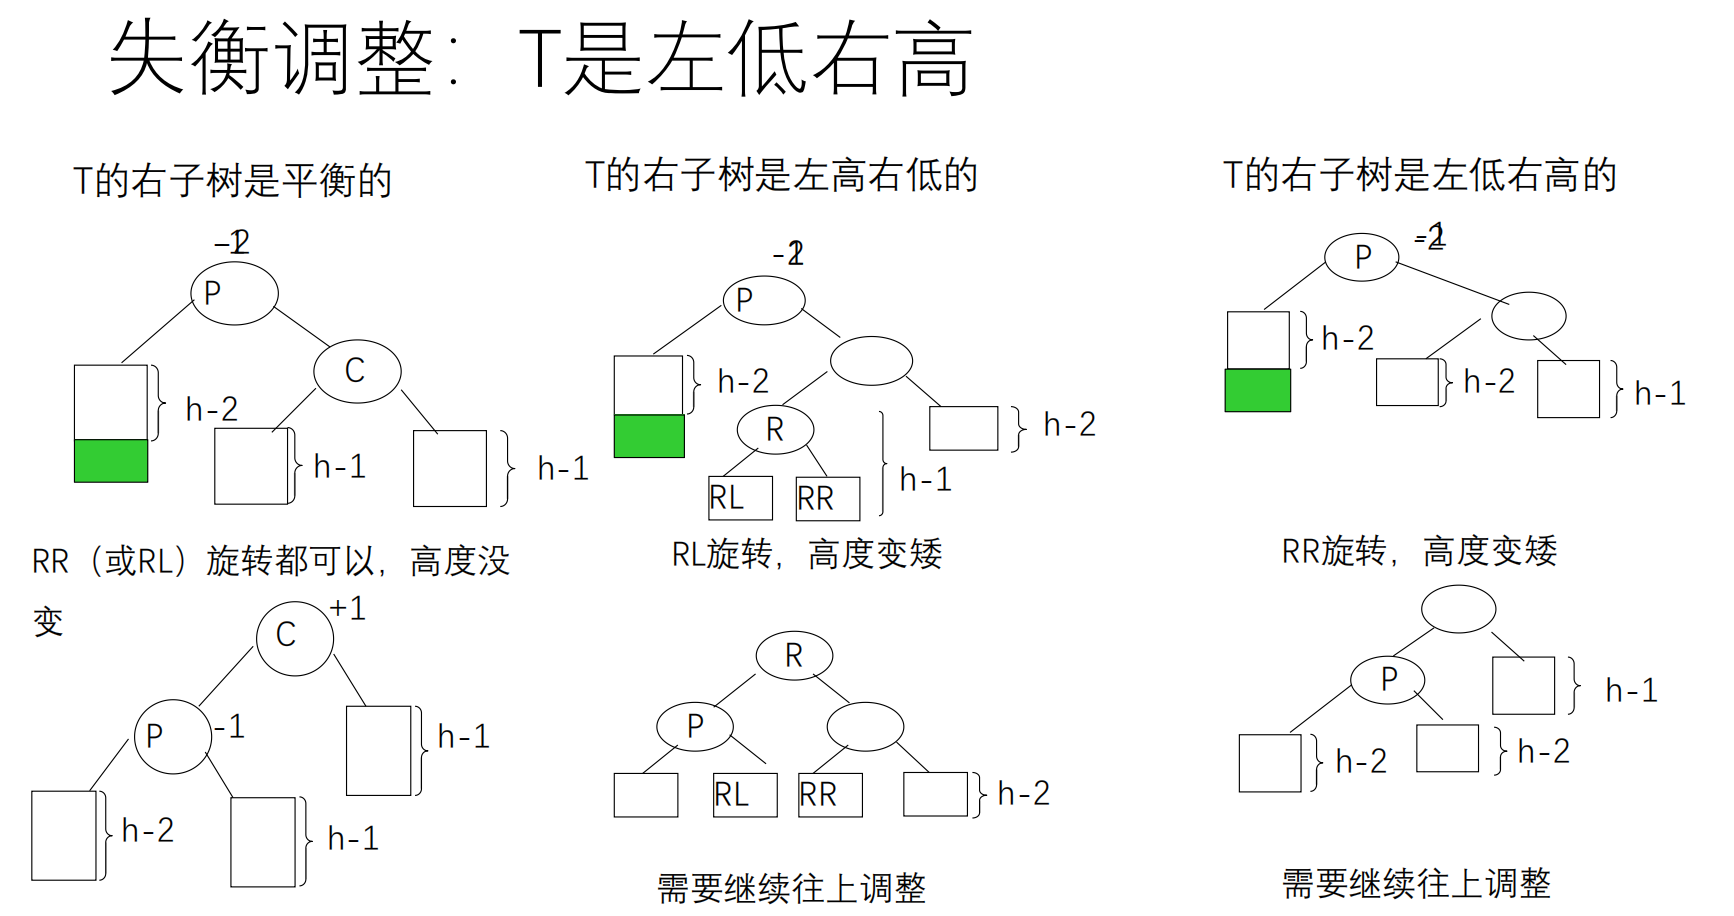 失衡调整：T是左低右高
T的右子树是平衡的
-1
-2
P
C
h-2
h-1
h-1
RR（或RL）旋转都可以，高度没
变
C
+1
P
-1
h-1
h-2
h-1
T的右子树是左高右低的
-1
-2
P
h-2
R
h-2
RL
RR
h-1
RL旋转，高度变矮
R
P
RL
RR
h-2
需要继续往上调整
T的右子树是左低右高的
-1
-2
P
h-2
h-2
h-1
RR旋转，高度变矮
P
h-1
h-2
h-2
需要继续往上调整